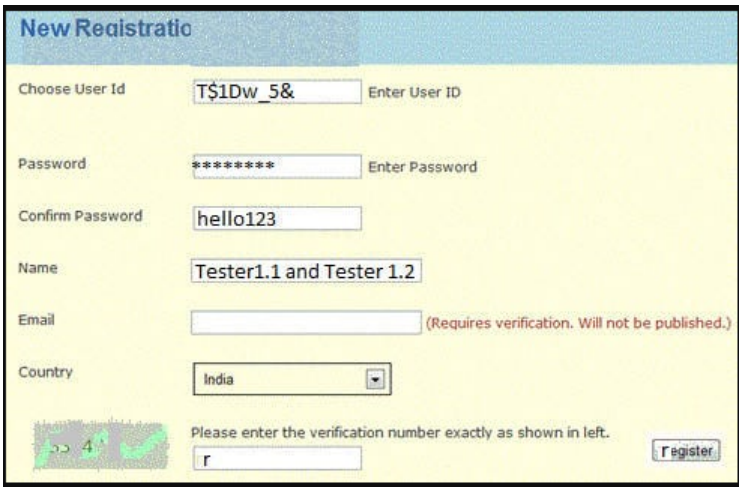 New Registratio
Choose User Id T$1Dw_5& Enter User ID
Password ******** Enter Password
Confirm Password hello123
Name Tester1.1 and Tester 1.2
Email (Requires verification. Will not be published.)
Country India
Please enter the verification number exactly as shown in left.
r register